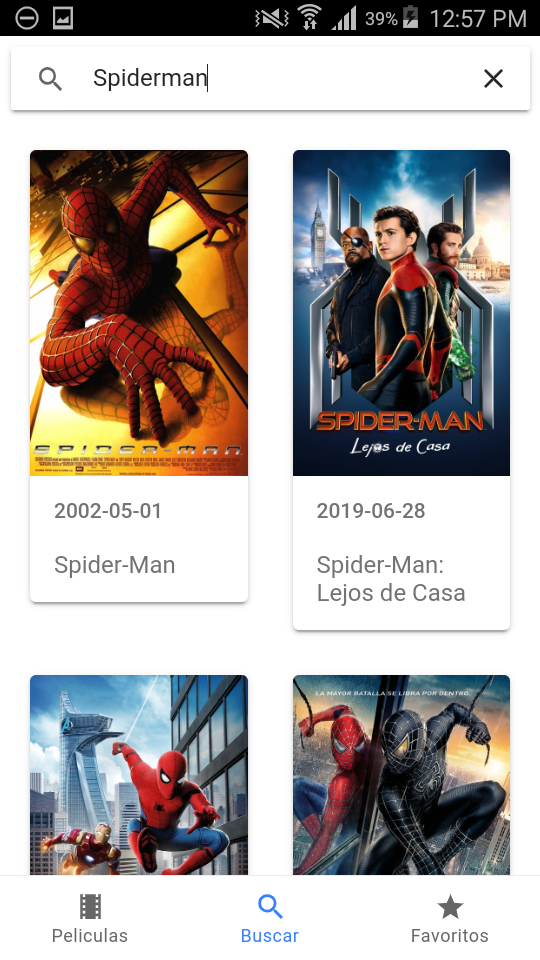 39% 12:57 PM
Spiderman
SPIDER-MAN
SPIDER-MAN
Lejos de Casa
2002-05-01
Spider-Man
2019-06-28
Spider-Man:
Lejos de Casa
LA MAYOR BATALLA SE LIBRA POR DENTRO.
Peliculas
Buscar
Favoritos